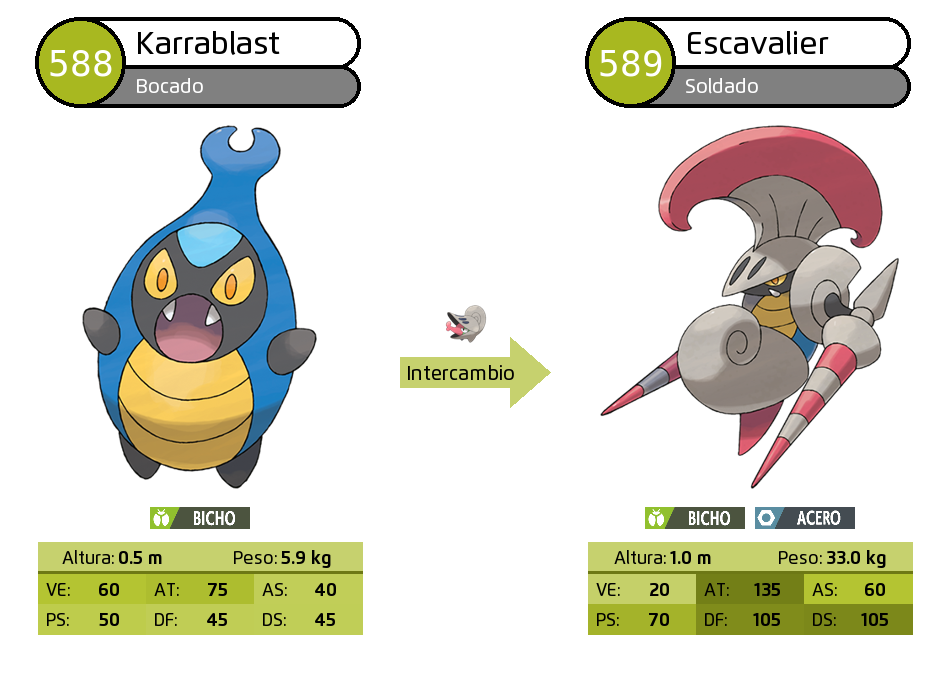 588
Karrablast
Bocado
589
Escavalier
Soldado
Intercambio
BICHO
BICHO ACERO
Altura: 0.5 m Peso: 5.9 kg
VE: 60 AT: 75 AS: 40
PS: 50 DF: 45 DS: 45
Altura: 1.0 m Peso: 33.0 kg
VE: 20 AT: 135 AS: 60
PS: 70 DF: 105 DS: 105